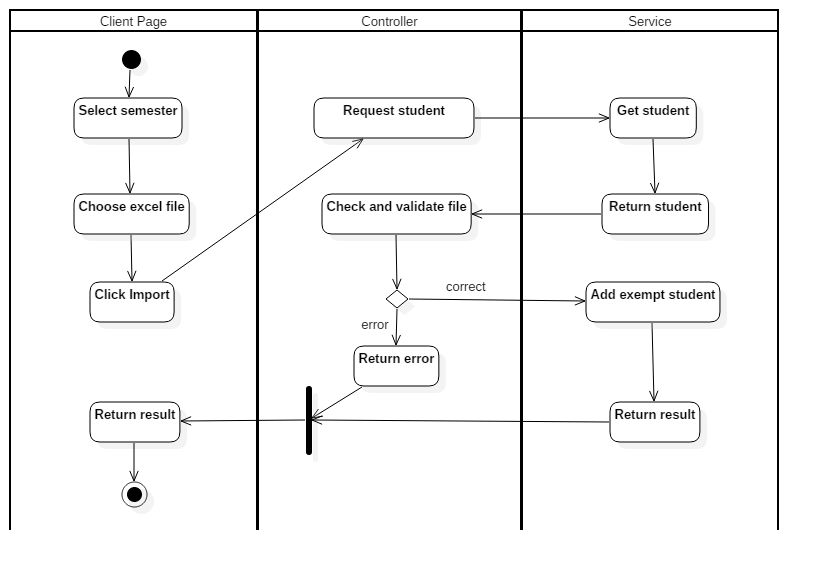 Client Page
Controller
Service
Select semester
Request student
Get student
Choose excel file
Check and validate file
Return student
Click Import
correct
Add exempt student
error
Return error
Return result
Return result